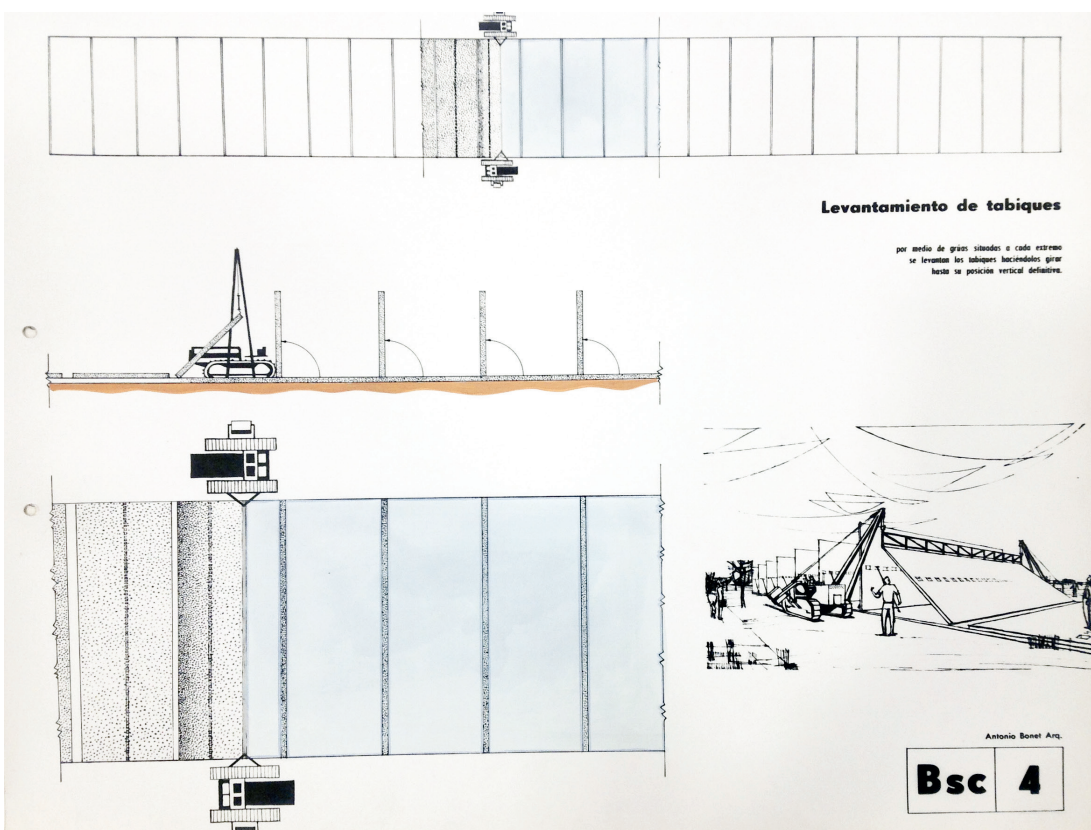 Levantamiento de tabiques
por medio de grúas situadas a cada extremo
se levantan los tabiques haciéndolos girar
hasta su posición vertical definitiva.
Antonio Bonet Arq.
Bsc 4